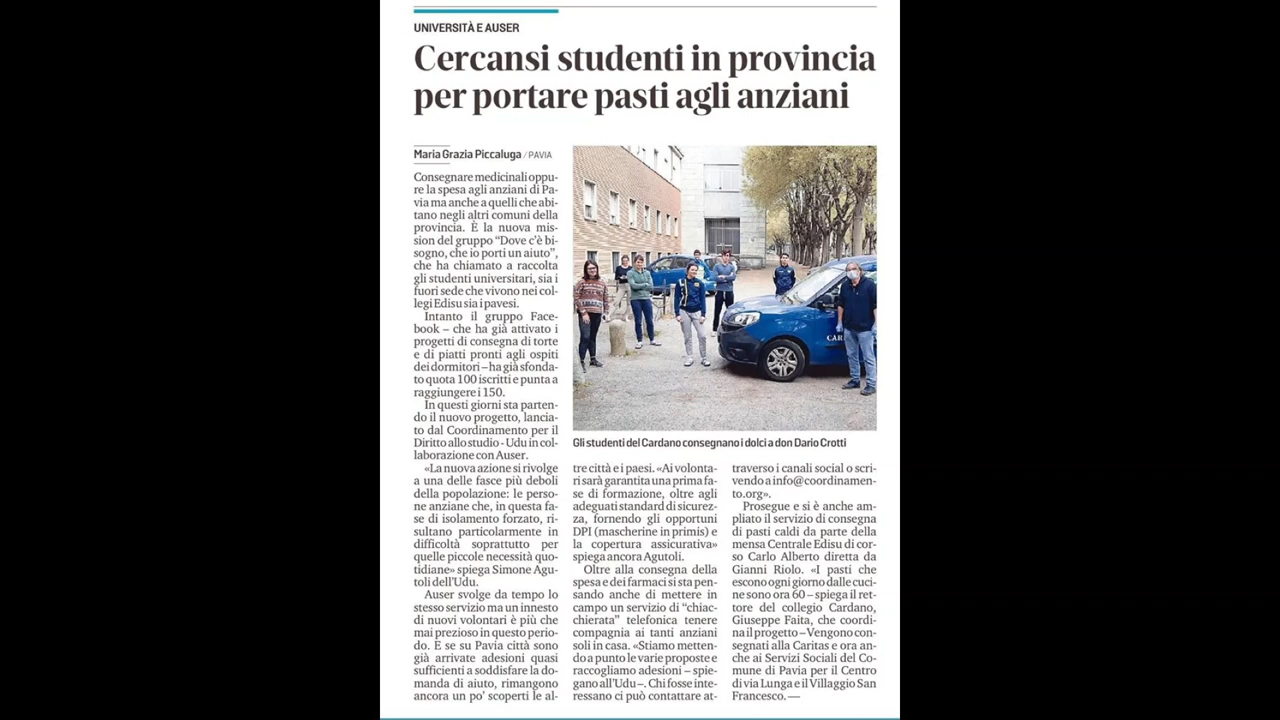 UNIVERSITÀ E AUSER
Cercansi studenti in provincia
per portare pasti agli anziani
Maria Grazia Piccaluga / PAVIA
Consegnare medicinali oppu-
re la spesa agli anziani di Pa-
via ma anche a quelli che abi-
tano negli altri comuni della
provincia. È la nuova mis-
sion del gruppo “Dove c’è bi-
sogno, che io porti un aiuto”,
che ha chiamato a raccolta
gli studenti universitari, sia i
fuori sede che vivono nei col-
legi Edisu sia i pavesi.
Intanto il gruppo Face-
book – che ha già attivato i
progetti di consegna di torte
e di piatti pronti agli ospiti
dei dormitori – ha già sfonda-
to quota 100 iscritti e punta a
raggiungere i 150.
In questi giorni sta parten-
do il nuovo progetto, lancia-
to dal Coordinamento per il
Diritto allo studio - Udu in col-
laborazione con Auser.
«La nuova azione si rivolge
a una delle fasce più deboli
della popolazione: le perso-
ne anziane che, in questa fa-
se di isolamento forzato, ri-
sultano particolarmente in
difficoltà soprattutto per
quelle piccole necessità quo-
tidiane» spiega Simone Agu-
toli dell’Udu.
Auser svolge da tempo lo
stesso servizio ma un innesto
di nuovi volontari è più che
mai prezioso in questo perio-
do. E se su Pavia città sono
già arrivate adesioni quasi
sufficienti a soddisfare la do-
manda di aiuto, rimangono
ancora un po’ scoperti le al-
CAR
Gli studenti del Cardano consegnano i dolci a don Dario Crotti
tre città e i paesi. «Ai volonta-
ri sarà garantita una prima fa-
se di formazione, oltre agli
adeguati standard di sicurez-
za, fornendo gli opportuni
DPI (mascherine in primis) e
la copertura assicurativa»
spiega ancora Agutoli.
Oltre alla consegna della
spesa e dei farmaci si sta pen-
sando anche di mettere in
campo un servizio di “chiac-
chierata” telefonica tenere
compagnia ai tanti anziani
soli in casa. «Stiamo metten-
do a punto le varie proposte e
raccogliamo adesioni – spie-
gano all’Udu –. Chi fosse inte-
ressano ci può contattare at-
traverso i canali social o scri-
vendo a info@coordinamen-
to.org».
Prosegue e si è anche am-
pliato il servizio di consegna
di pasti caldi da parte della
mensa Centrale Edisu di cor-
so Carlo Alberto diretta da
Gianni Riolo. «I pasti che
escono ogni giorno dalle cuci-
ne sono ora 60 – spiega il ret-
tore del collegio Cardano,
Giuseppe Faita, che coordi-
na il progetto – Vengono con-
segnati alla Caritas e ora an-
che ai Servizi Sociali del Co-
mune di Pavia per il Centro
di via Lunga e il Villaggio San
Francesco. —